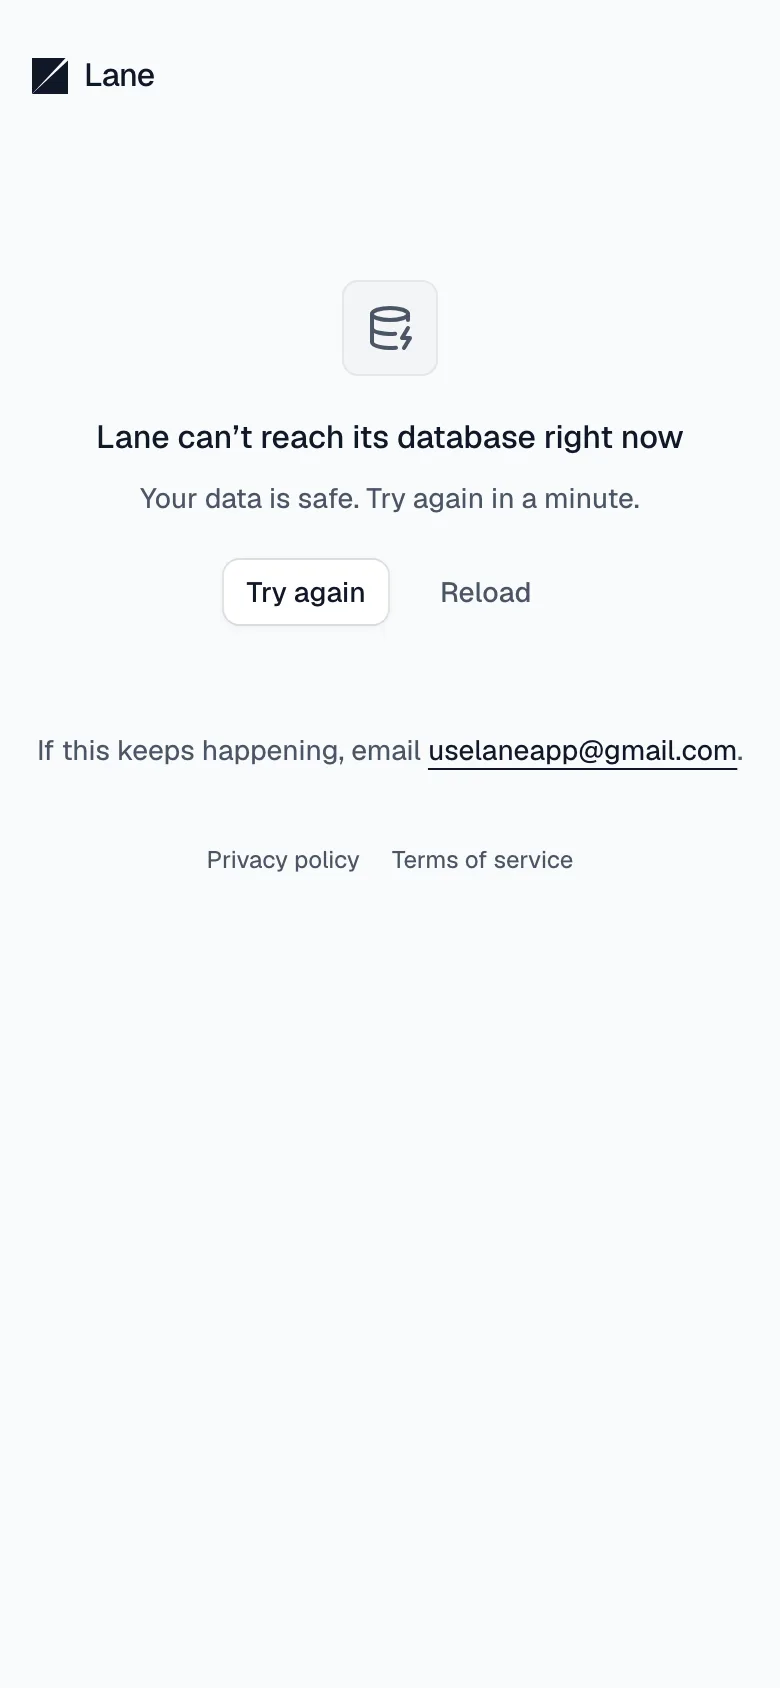 Lane
Lane can’t reach its database right now
Your data is safe. Try again in a minute.
Try again Reload
If this keeps happening, email uselaneapp@gmail.com.
Privacy policy Terms of service